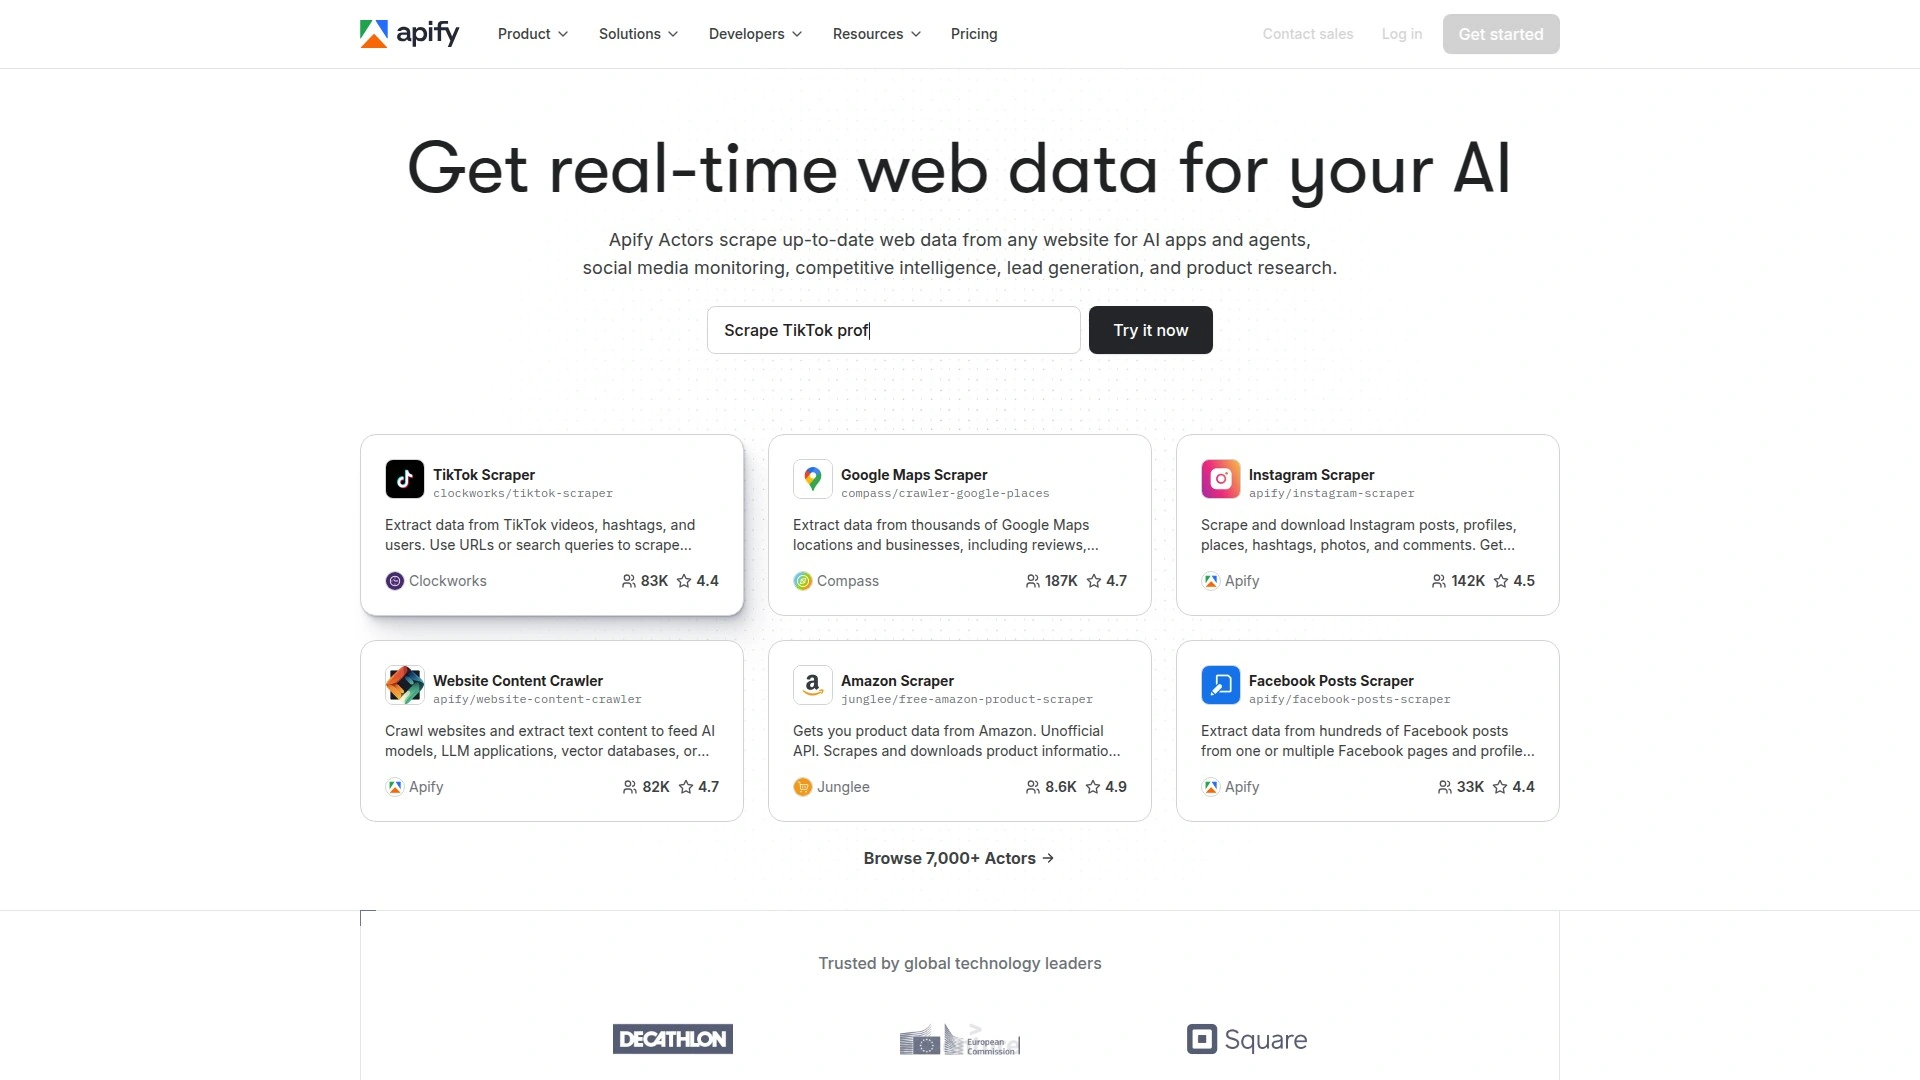 apify
Product
Solutions
Developers
Resources
Pricing
Contact sales
Log in
Get started
Get real-time web data for your AI
Apify Actors scrape up-to-date web data from any website for AI apps and agents,
social media monitoring, competitive intelligence, lead generation, and product research.
Scrape TikTok prof
Try it now
TikTok Scraper
clockworks/tiktok-scraper
Extract data from TikTok videos, hashtags, and
users. Use URLs or search queries to scrape...
Clockworks
83K
4.4
Google Maps Scraper
compass/crawler-google-places
Extract data from thousands of Google Maps
locations and businesses, including reviews,...
Compass
187K
4.7
Instagram Scraper
apify/instagram-scraper
Scrape and download Instagram posts, profiles,
places, hashtags, photos, and comments. Get...
Apify
142K
4.5
Website Content Crawler
apify/website-content-crawler
Crawl websites and extract text content to feed AI
models, LLM applications, vector databases, or...
Apify
82K
4.7
Amazon Scraper
junglee/free-amazon-product-scraper
Gets you product data from Amazon. Unofficial
API. Scrapes and downloads product informatio...
Junglee
8.6K
4.9
Facebook Posts Scraper
apify/facebook-posts-scraper
Extract data from hundreds of Facebook posts
from one or multiple Facebook pages and profile...
Apify
33K
4.4
Browse 7,000+ Actors →
Trusted by global technology leaders
DECATHLON
European
Commission
Square